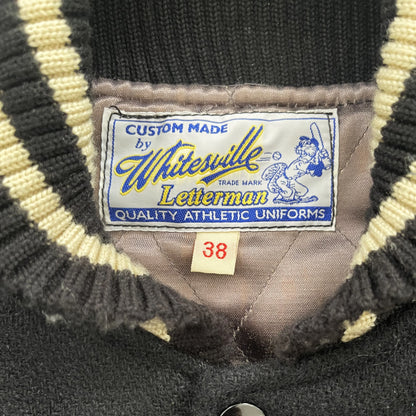 CUSTOM MADE
by
Whitesville
TRADE MARK
Letterman
QUALITY ATHLETIC UNIFORMS
38